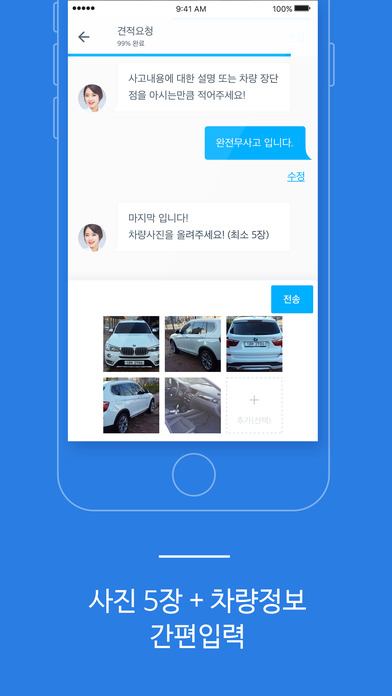 9:41 AM
100%
견적요청
99% 완료
사고내용에 대한 설명 또는 차량 장단
점을 아시는만큼 적어주세요!
완전무사고 입니다.
수정
마지막 입니다!
차량사진을 올려주세요! (최소 5장)
전송
+
추가(선택)
사진 5장 + 차량정보
간편입력